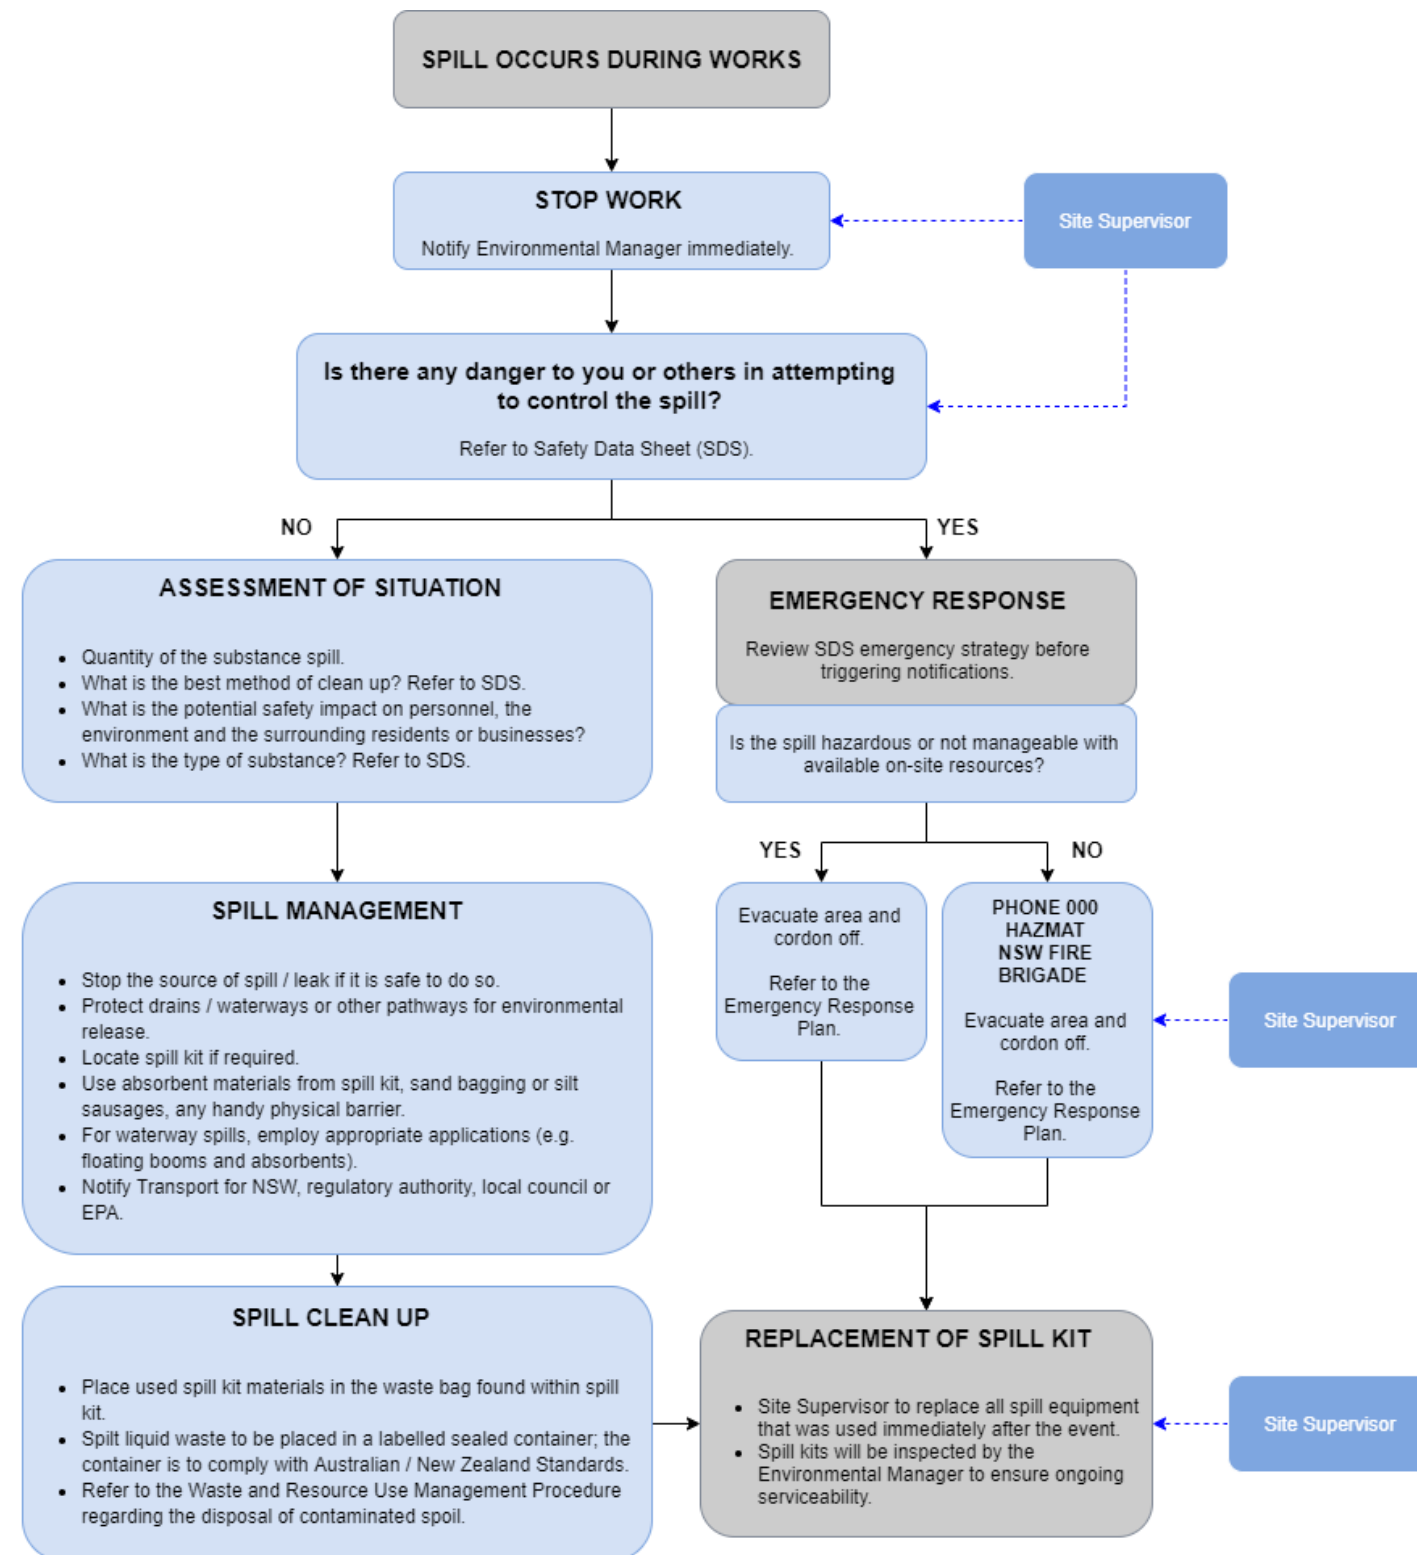 SPILL OCCURS DURING WORKS
STOP WORK
Notify Environmental Manager immediately.
Site Supervisor
Is there any danger to you or others in attempting
to control the spill?
Refer to Safety Data Sheet (SDS).
NO
YES
ASSESSMENT OF SITUATION
• Quantity of the substance spill.
• What is the best method of clean up? Refer to SDS.
• What is the potential safety impact on personnel, the
environment and the surrounding residents or businesses?
• What is the type of substance? Refer to SDS.
EMERGENCY RESPONSE
Review SDS emergency strategy before
triggering notifications.
Is the spill hazardous or not manageable with
available on-site resources?
YES
NO
SPILL MANAGEMENT
• Stop the source of spill / leak if it is safe to do so.
• Protect drains / waterways or other pathways for environmental
release.
• Locate spill kit if required.
• Use absorbent materials from spill kit, sand bagging or silt
sausages, any handy physical barrier.
• For waterway spills, employ appropriate applications (e.g.
floating booms and absorbents).
• Notify Transport for NSW, regulatory authority, local council or
EPA.
Evacuate area and
cordon off.
Refer to the
Emergency Response
Plan.
PHONE 000
HAZMAT
NSW FIRE
BRIGADE
Evacuate area and
cordon off.
Refer to the
Emergency Response
Plan.
Site Supervisor
SPILL CLEAN UP
• Place used spill kit materials in the waste bag found within spill
kit.
• Spilt liquid waste to be placed in a labelled sealed container; the
container is to comply with Australian / New Zealand Standards.
• Refer to the Waste and Resource Use Management Procedure
regarding the disposal of contaminated spoil.
REPLACEMENT OF SPILL KIT
• Site Supervisor to replace all spill equipment
that was used immediately after the event.
• Spill kits will be inspected by the
Environmental Manager to ensure ongoing
serviceability.
Site Supervisor